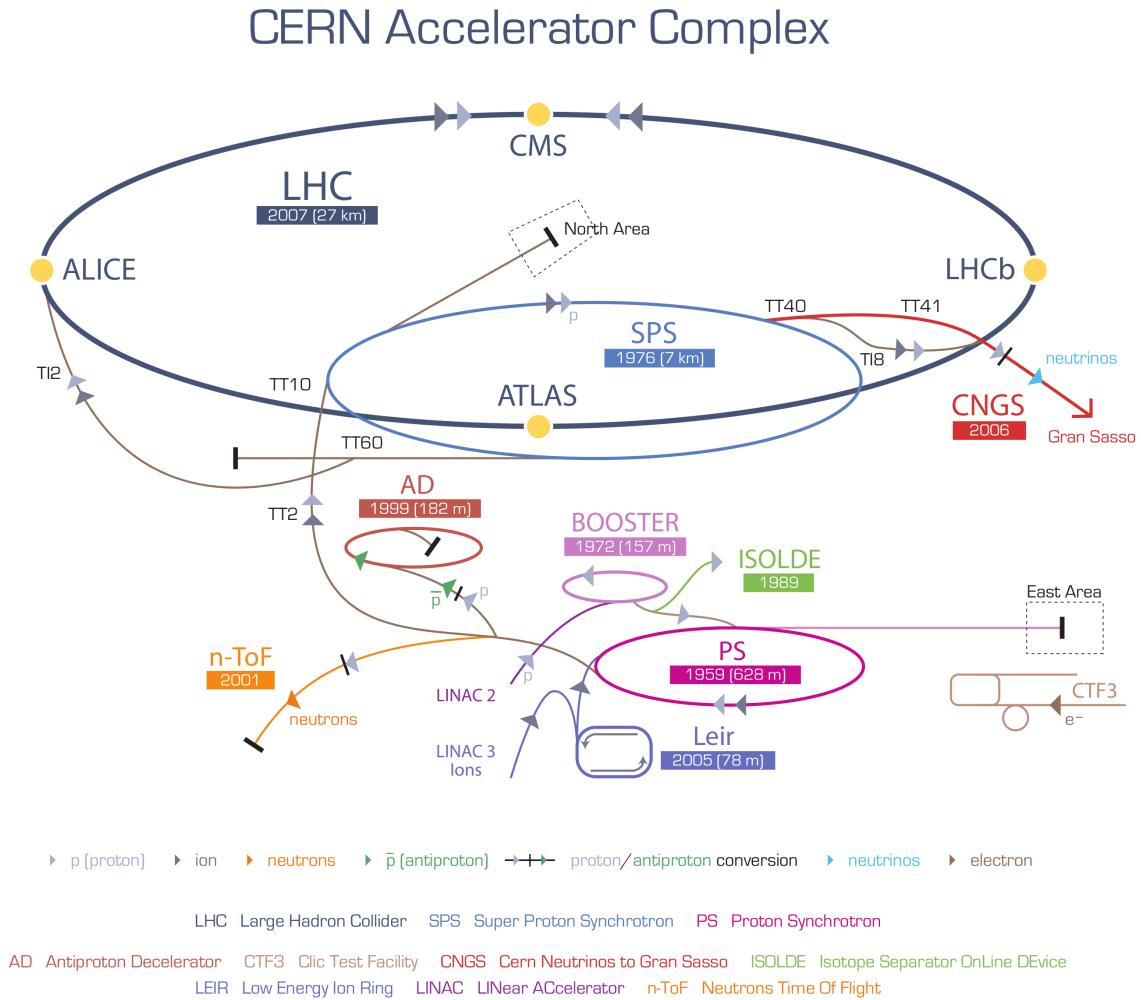 CERN Accelerator Complex
CMS
LHC
2007 (27 km)
North Area
ALICE
LHCb
p
TT40
TT41
SPS
1976 (7 km)
TI8
neutrinos
TI2
TT10
ATLAS
CNGS
2006
Gran Sasso
TT60
AD
1999 (182 m)
TT2
BOOSTER
1972 (157 m)
ISOLDE
1989
p̅
p
East Area
n-ToF
2001
PS
1959 (628 m)
p
LINAC 2
neutrons
CTF3
e–
LINAC 3
Ions
Leir
2005 (78 m)
p (proton) ion neutrons p̅ (antiproton) proton/antiproton conversion neutrinos electron
LHC Large Hadron Collider SPS Super Proton Synchrotron PS Proton Synchrotron
AD Antiproton Decelerator CTF3 Clic Test Facility CNGS Cern Neutrinos to Gran Sasso ISOLDE Isotope Separator OnLine DEvice
LEIR Low Energy Ion Ring LINAC LINear ACcelerator n-ToF Neutrons Time Of Flight